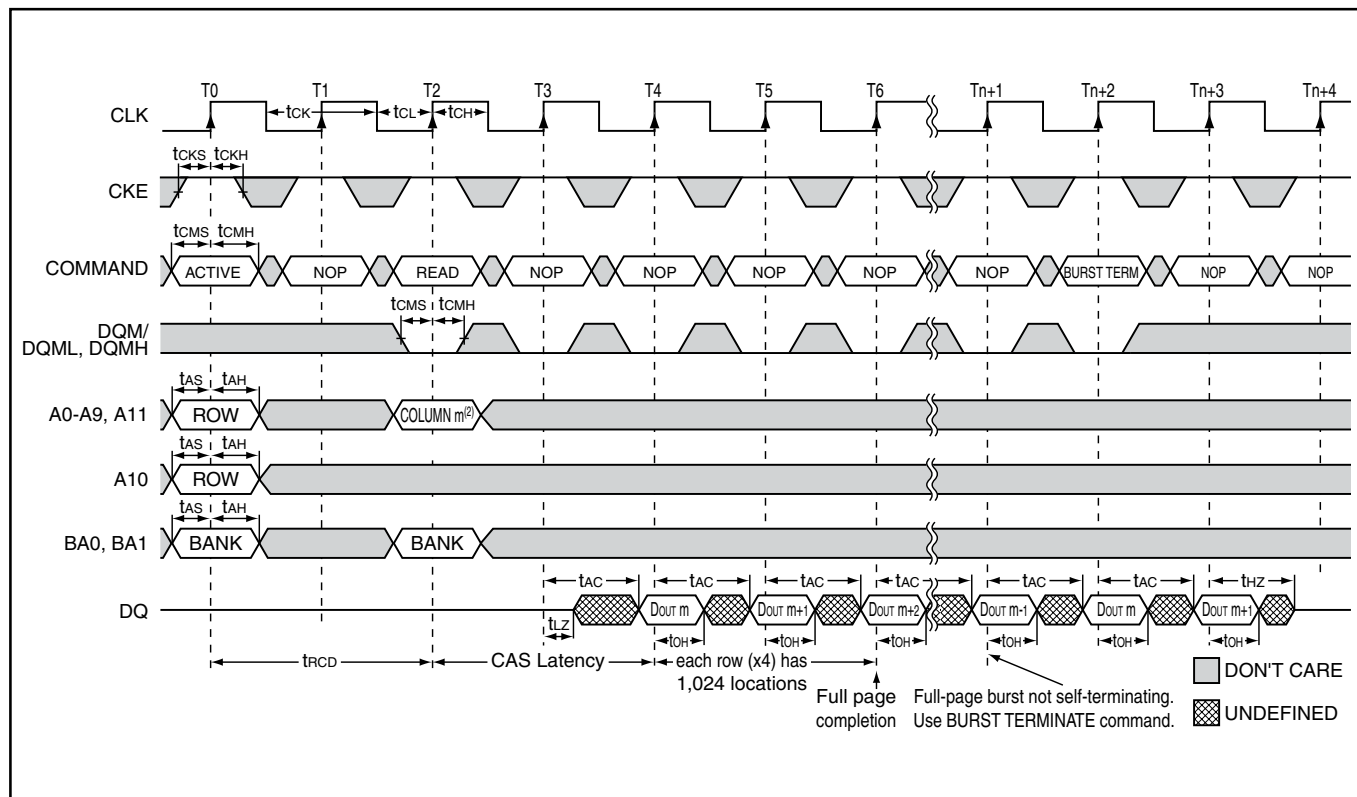 T0 T1 T2 T3 T4 T5 T6 Tn+1 Tn+2 Tn+3 Tn+4
CLK tCK tCL tCH
tCKS tCKH
CKE
tCMS tCMH
COMMAND ACTIVE NOP READ NOP NOP NOP NOP NOP BURST TERM NOP NOP
tCMS tCMH
DQM/
DQML, DQMH
tAS tAH
A0-A9, A11 ROW COLUMN m(2)
tAS tAH
A10 ROW
tAS tAH
BA0, BA1 BANK BANK
tAC tAC tAC tAC tAC tAC tHZ
DQ DOUT m DOUT m+1 DOUT m+2 DOUT m-1 DOUT m DOUT m+1
tLZ tOH tOH tOH tOH tOH tOH
tRCD CAS Latency each row (x4) has
1,024 locations
Full page
completion
Full-page burst not self-terminating.
Use BURST TERMINATE command.
DON'T CARE
UNDEFINED